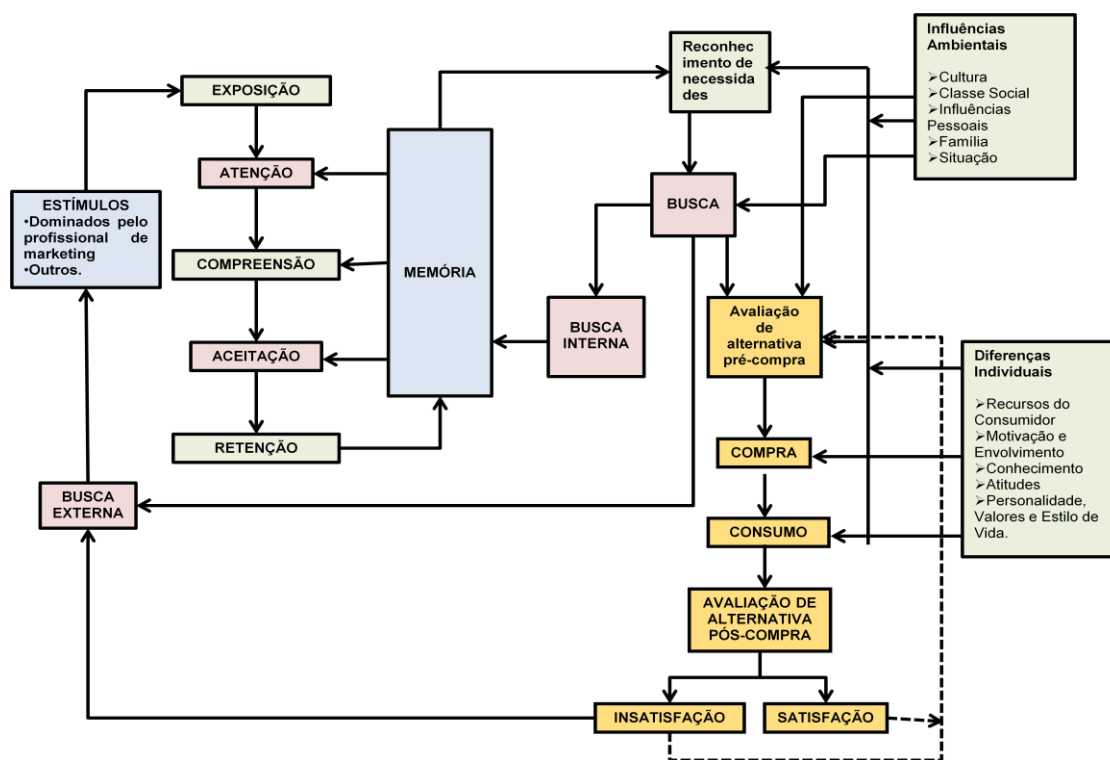 EXPOSIÇÃO
ATENÇÃO
ESTÍMULOS
•Dominados pelo
profissional de
marketing
•Outros.
COMPREENSÃO
ACEITAÇÃO
RETENÇÃO
BUSCA
EXTERNA
MEMÓRIA
Reconhec
imento de
necessida
des
BUSCA
BUSCA
INTERNA
Avaliação
de
alternativa
pré-compra
COMPRA
CONSUMO
AVALIAÇÃO DE
ALTERNATIVA
PÓS-COMPRA
INSATISFAÇÃO
SATISFAÇÃO
Influências
Ambientais
➢Cultura
➢Classe Social
➢Influências
Pessoais
➢Família
➢Situação
Diferenças
Individuais
➢Recursos do
Consumidor
➢Motivação e
Envolvimento
➢Conhecimento
➢Atitudes
➢Personalidade,
Valores e Estilo de
Vida.